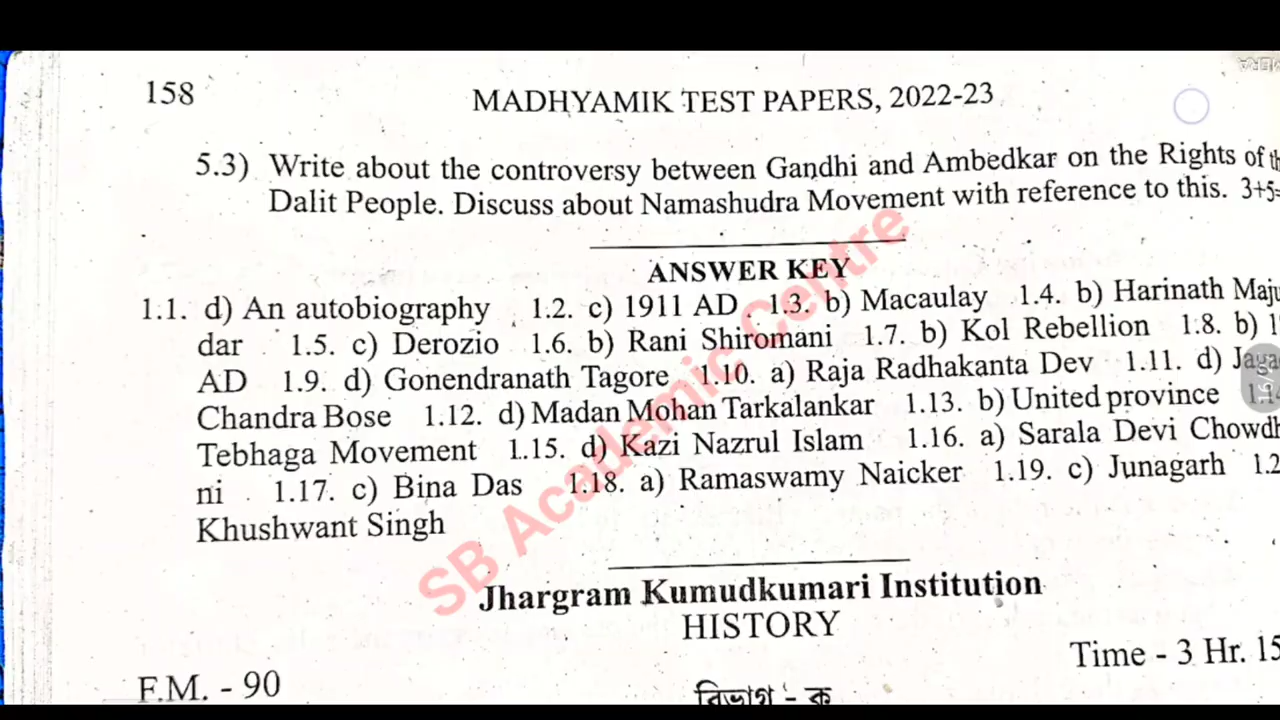 158
MADHYAMIK TEST PAPERS, 2022-23
5.3) Write about the controversy between Gandhi and Ambedkar on the Rights of
Dalit People. Discuss about Namashudra Movement with reference to this. 3+5=
ANSWER KEY
1.1. d) An autobiography 1.2. c) 1911 AD 1.3. b) Macaulay 1.4. b) Harinath Maju
dar 1.5. c) Derozio 1.6. b) Rani Shiromani 1.7. b) Kol Rebellion 1.8. b)
AD 1.9. d) Gonendranath Tagore 1.10. a) Raja Radhakanta Dev 1.11. d)
Chandra Bose 1.12. d) Madan Mohan Tarkalankar 1.13. b) United province
Tebhaga Movement 1.15. d) Kazi Nazrul Islam 1.16. a) Sarala Devi Chowdh
ni 1.17. c) Bina Das 1.18. a) Ramaswamy Naicker 1.19. c) Junagarh 1.2
Khushwant Singh
SB Academic Centre
Jhargram Kumudkumari Institution
HISTORY
Time - 3 Hr. 15
F.M. - 90
বিভাগ - ক